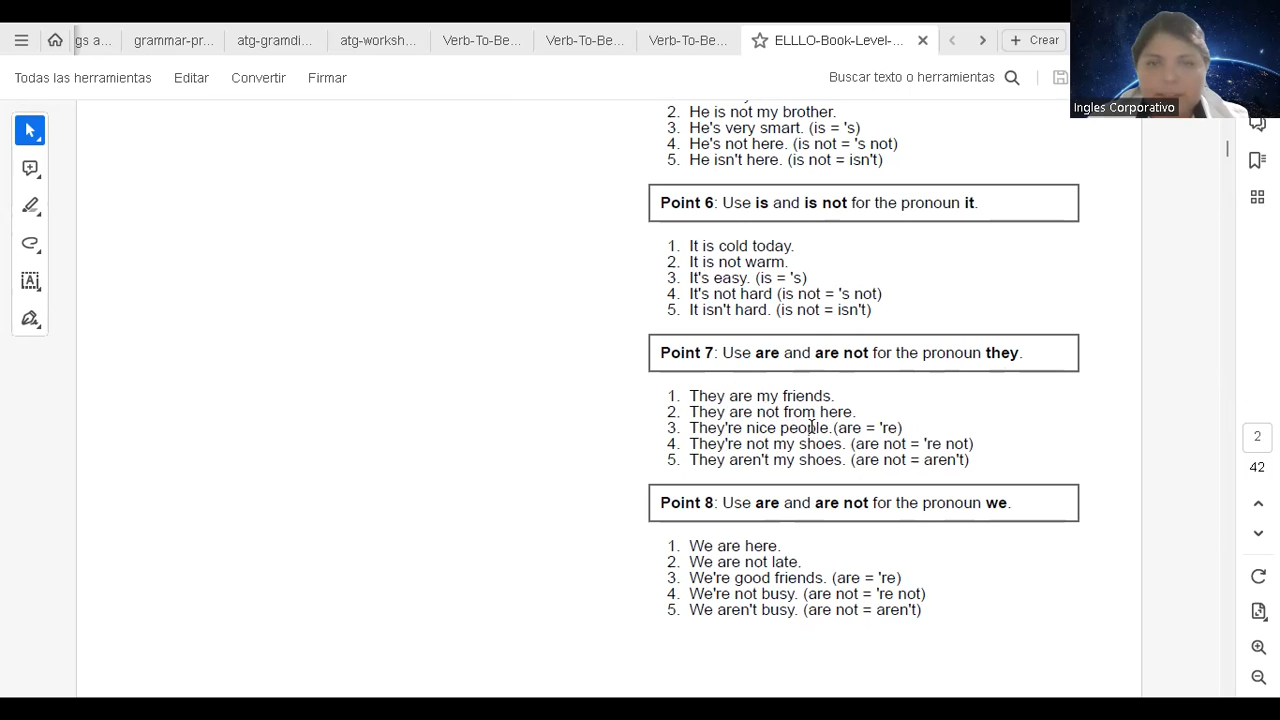 gs a...
grammar-pr...
atg-gramdi...
atg-worksh...
Verb-To-Be...
Verb-To-Be...
Verb-To-Be...
ELLLO-Book-Level-...
Crear
Todas las herramientas
Editar
Convertir
Firmar
Buscar texto o herramientas
Ingles Corporativo
2. He is not my brother.
3. He's very smart. (is = 's)
4. He's not here. (is not = 's not)
5. He isn't here. (is not = isn't)
Point 6: Use is and is not for the pronoun it.
1. It is cold today.
2. It is not warm.
3. It's easy. (is = 's)
4. It's not hard (is not = 's not)
5. It isn't hard. (is not = isn't)
Point 7: Use are and are not for the pronoun they.
1. They are my friends.
2. They are not from here.
3. They're nice people.(are = 're)
4. They're not my shoes. (are not = 're not)
5. They aren't my shoes. (are not = aren't)
Point 8: Use are and are not for the pronoun we.
1. We are here.
2. We are not late.
3. We're good friends. (are = 're)
4. We're not busy. (are not = 're not)
5. We aren't busy. (are not = aren't)
2
42